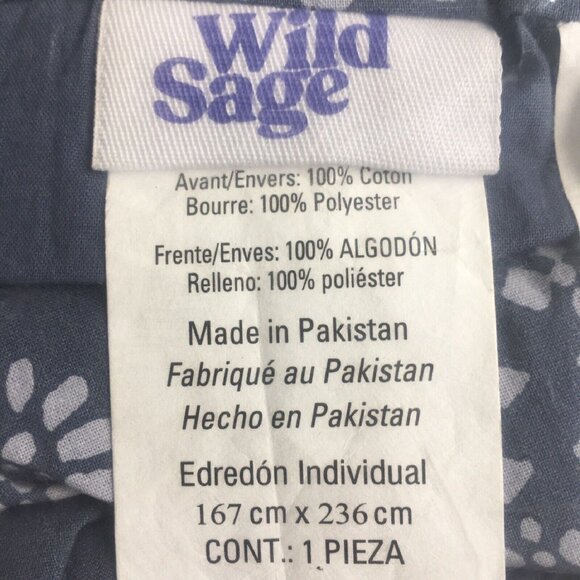 Wild
Sage
Avant/Envers: 100% Coton
Bourre: 100% Polyester
Frente/Enves: 100% ALGODÓN
Relleno: 100% poliéster
Made in Pakistan
Fabriqué au Pakistan
Hecho en Pakistan
Edredón Individual
167 cm x 236 cm
CONT.: 1 PIEZA